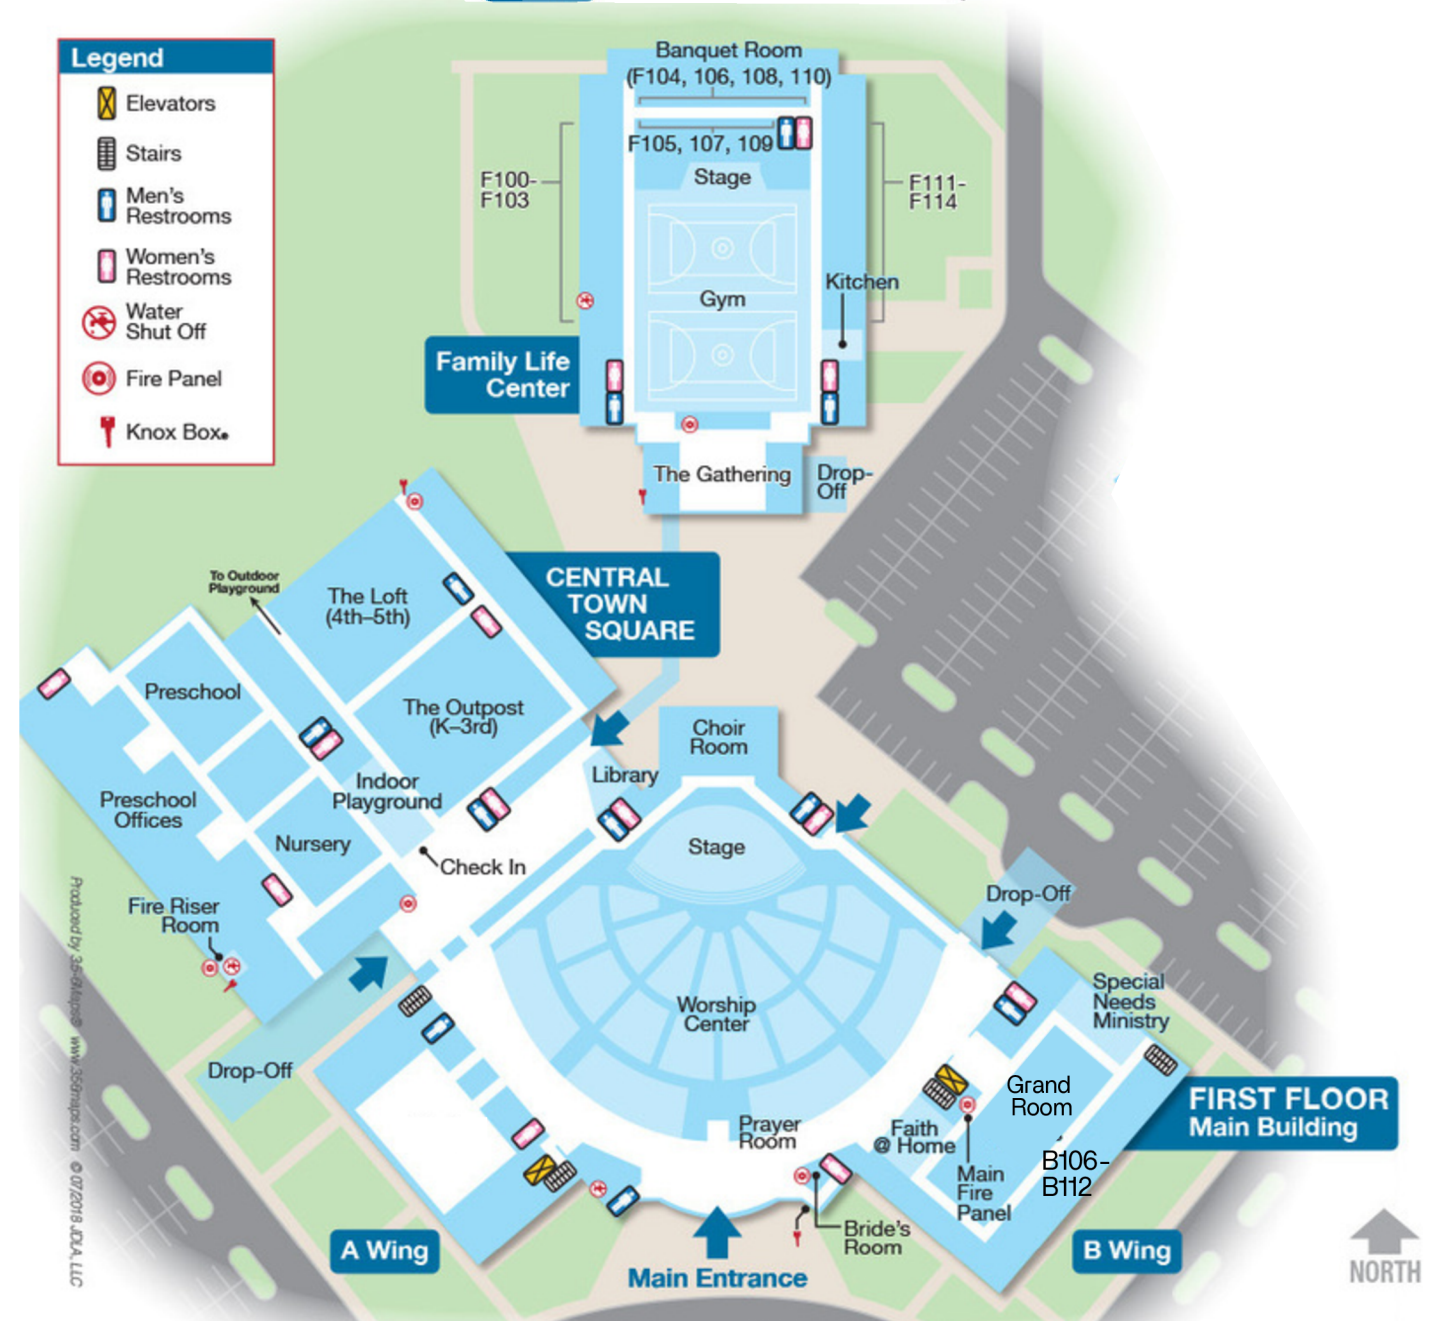 Legend
Elevators
Stairs
Men's
Restrooms
Women's
Restrooms
Water
Shut Off
Fire Panel
Knox Box®
Banquet Room
(F104, 106, 108, 110)
F105, 107, 109
Stage
F100-
F103
F111-
F114
Kitchen
Gym
Family Life
Center
The Gathering
Drop-
Off
CENTRAL
TOWN
SQUARE
To Outdoor
Playground
The Loft
(4th–5th)
Preschool
The Outpost
(K–3rd)
Choir
Room
Library
Indoor
Playground
Preschool
Offices
Nursery
Stage
Check In
Drop-Off
Fire Riser
Room
Special
Needs
Ministry
Worship
Center
Drop-Off
Grand
Room
FIRST FLOOR
Main Building
Prayer
Room
Faith
@ Home
B106-
B112
Main
Fire
Panel
Bride's
Room
A Wing
B Wing
Main Entrance
NORTH
Produced by 35-6Maps® www.356maps.com © 07/2018 JDLA, LLC